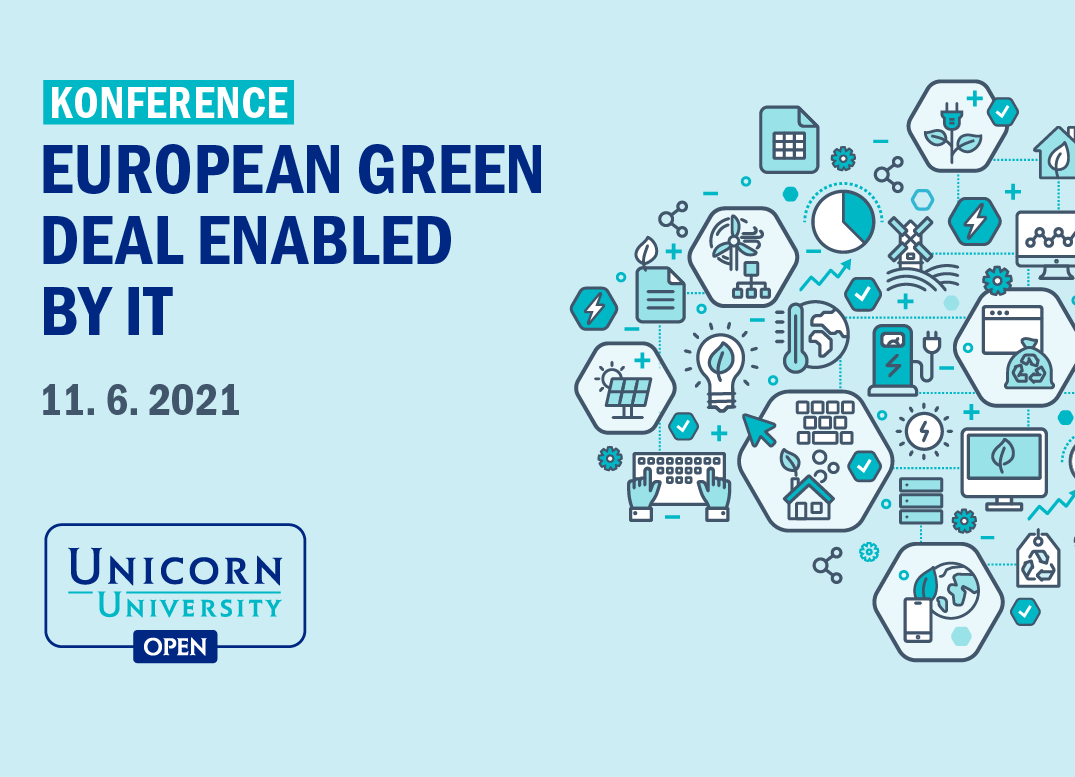 KONFERENCE
EUROPEAN GREEN
DEAL ENABLED
BY IT
11. 6. 2021
UNICORN
UNIVERSITY
OPEN